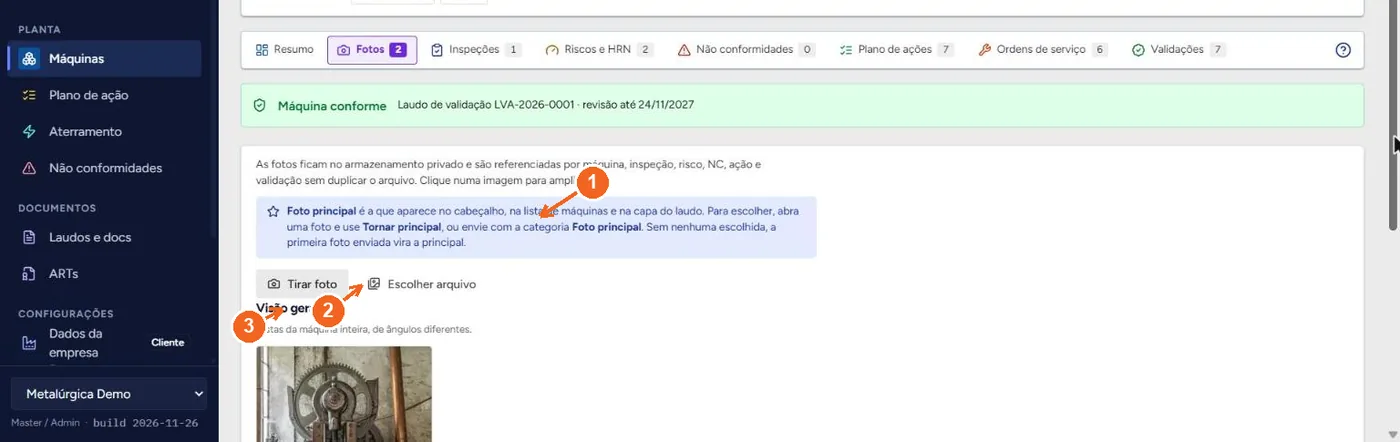 PLANTA
Máquinas
Plano de ação
Aterramento
Não conformidades
DOCUMENTOS
Laudos e docs
ARTs
CONFIGURAÇÕES
Dados da empresa
Cliente
Metalúrgica Demo
Master / Admin · build 2026-11-26
Resumo
Fotos 2
Inspeções 1
Riscos e HRN 2
Não conformidades 0
Plano de ações 7
Ordens de serviço 6
Validações 7
Máquina conforme Laudo de validação LVA-2026-0001 · revisão até 24/11/2027
As fotos ficam no armazenamento privado e são referenciadas por máquina, inspeção, risco, NC, ação e
validação sem duplicar o arquivo. Clique numa imagem para
1
Foto principal é a que aparece no cabeçalho, na lista de máquinas e na capa do laudo. Para escolher, abra
uma foto e use Tornar principal, ou envie com a categoria Foto principal. Sem nenhuma escolhida, a
primeira foto enviada vira a principal.
Tirar foto
Escolher arquivo
2
Visão
3
da máquina inteira, de ângulos diferentes.